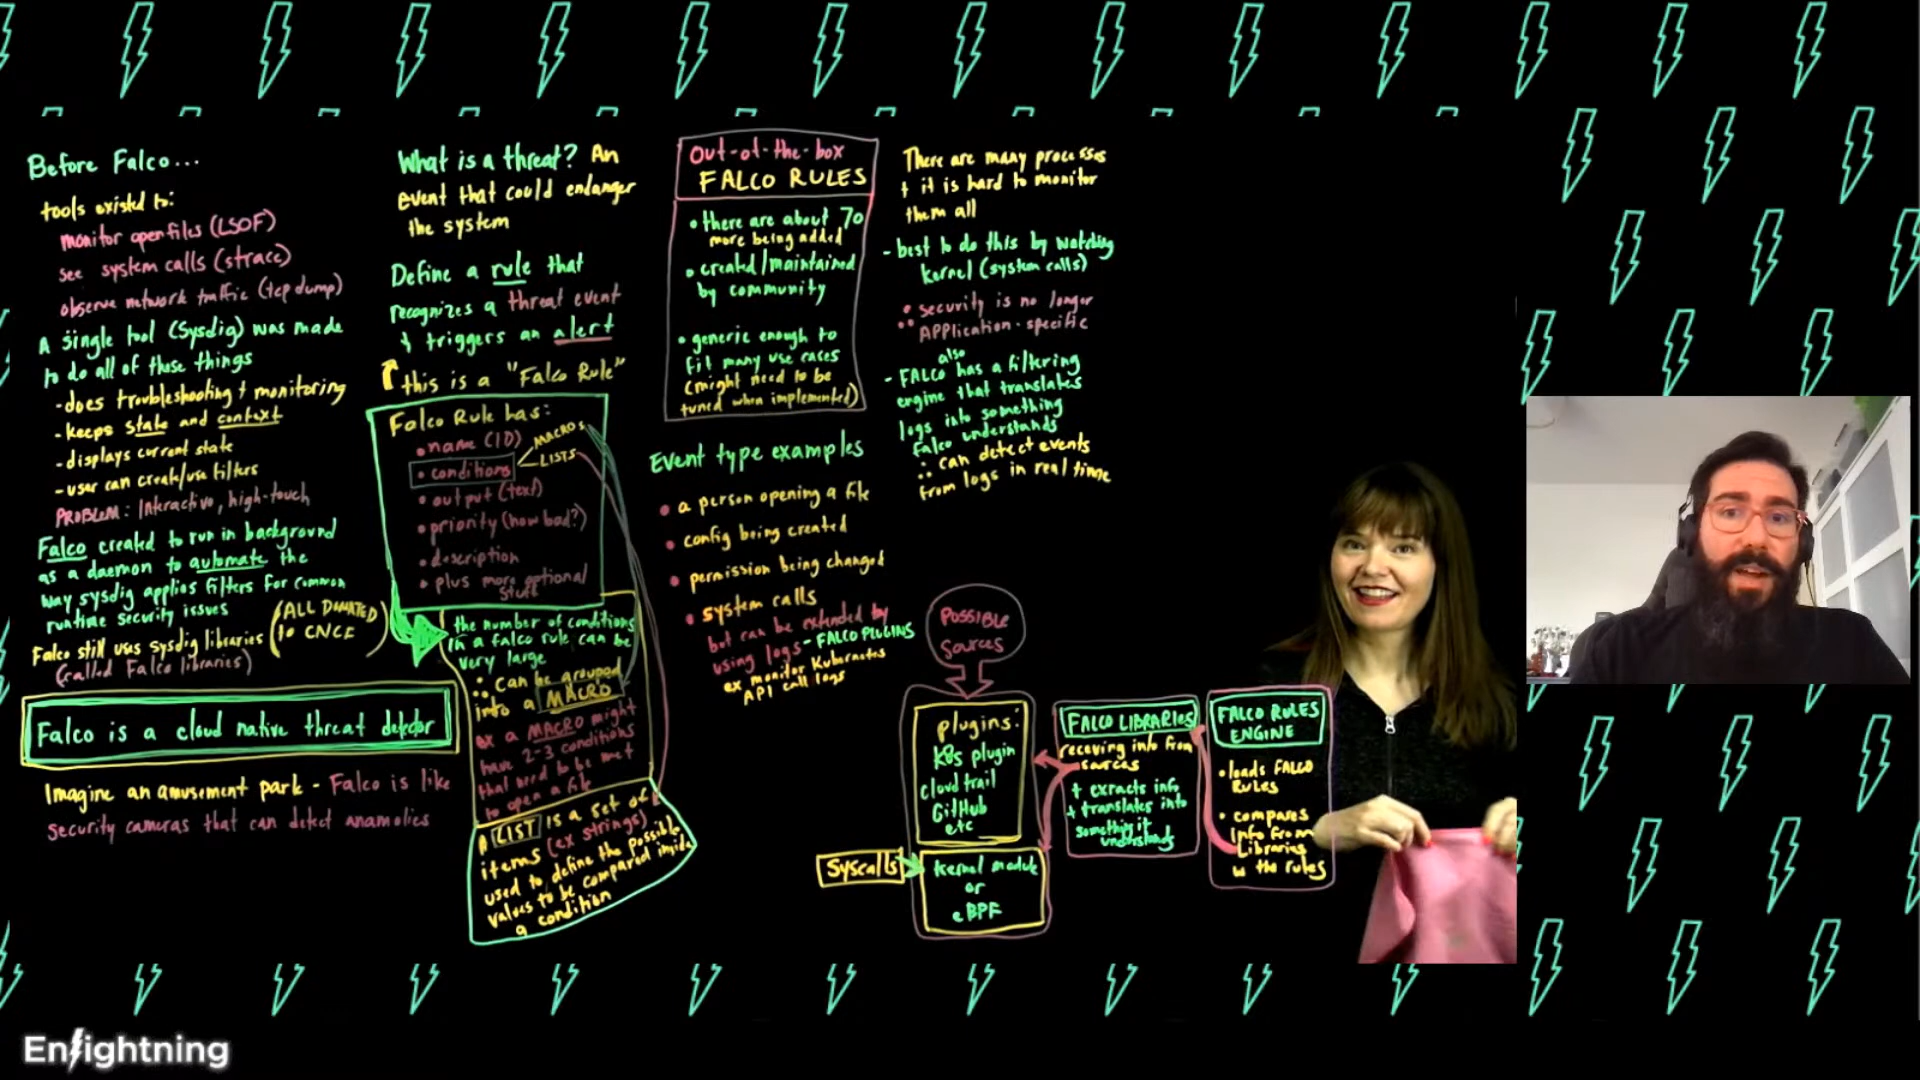 Before Falco...
tools existed to:
monitor open files (LSOF)
see system calls (strace)
observe network traffic (tcp dump)
A single tool (Sysdig) was made
to do all of these things
- does troubleshooting + monitoring
- keeps state and context
- displays current state
- user can create/use filters
PROBLEM: Interactive, high-touch
Falco created to run in background
as a daemon to automate the
way sysdig applies filters for common
runtime security issues
(ALL DONATED
to CNCF)
Falco still uses sysdig libraries
(called Falco libraries)
Falco is a cloud native threat detector
Imagine an amusement park - Falco is like
security cameras that can detect anamolies
What is a threat? An
event that could endanger
the system
Define a rule that
recognizes a threat event
+ triggers an alert
this is a "Falco Rule"
Falco Rule has:
• name (ID)
• conditions
MACROS
LISTS
• output (text)
• priority (how bad?)
• description
• plus more optional
stuff
the number of conditions
in a falco rule can be
very large
∴ can be grouped
into a MACRO
ex a MACRO might
have 2-3 conditions
that need to be met
to open a file
A LIST is a set of
items (ex strings)
used to define the possible
values to be compared inside
a condition
Out-of-the-box
FALCO RULES
• there are about 70
more being added
• created/maintained
by community
• generic enough to
fit many use cases
(might need to be
tuned when implemented)
Event type examples
• a person opening a file
• config being created
• permission being changed
• system calls
but can be extended by
using logs - FALCO PLUGINS
ex monitor Kubernetes
API call logs
There are many processes
+ it is hard to monitor
them all
- best to do this by watching
kernel (system calls)
• security is no longer
APPlication-specific
also
- FALCO has a filtering
engine that translates
logs into something
Falco understands
∴ can detect events
from logs in real time
POSSIBLE
Sources
plugins:
k8s plugin
cloud trail
GitHub
etc
Syscalls
kernel module
or
eBPF
FALCO LIBRARIES
receving info from
sources
+ exracts info
+ translates into
something it
understands
FALCO RULES
ENGINE
• loads FALCO
RULES
• compares
info from
Libraries
w the rules
Enlightning